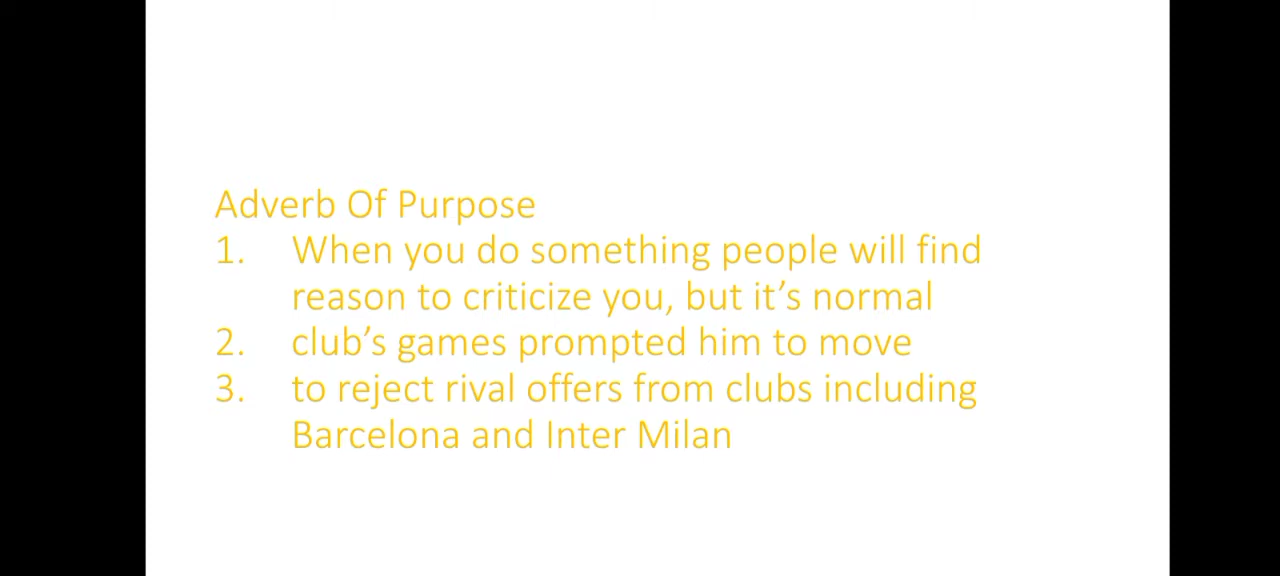 Adverb Of Purpose
1. When you do something people will find
reason to criticize you, but it’s normal
2. club’s games prompted him to move
3. to reject rival offers from clubs including
Barcelona and Inter Milan